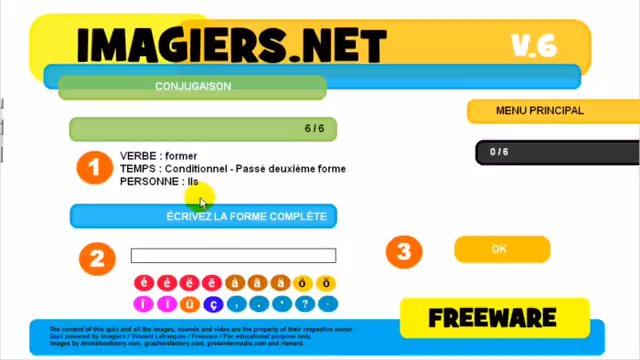 IMAGIERS.NET
V.6
CONJUGAISON
MENU PRINCIPAL
6 / 6
0 / 6
1
VERBE : former
TEMPS : Conditionnel - Passé deuxième forme
PERSONNE : Ils
ÉCRIVEZ LA FORME COMPLÈTE
2
3
OK
ç , . ' ? -
FREEWARE
The content of this quiz and all the images, sounds and video are the property of their respective owner.
Quiz powered by Imagiers / Vincent Lefrançois / Freeware / For educational purpose only.
Images by animationfactory.com, graphicsfactory.com, presentermedia.com and Hemera.